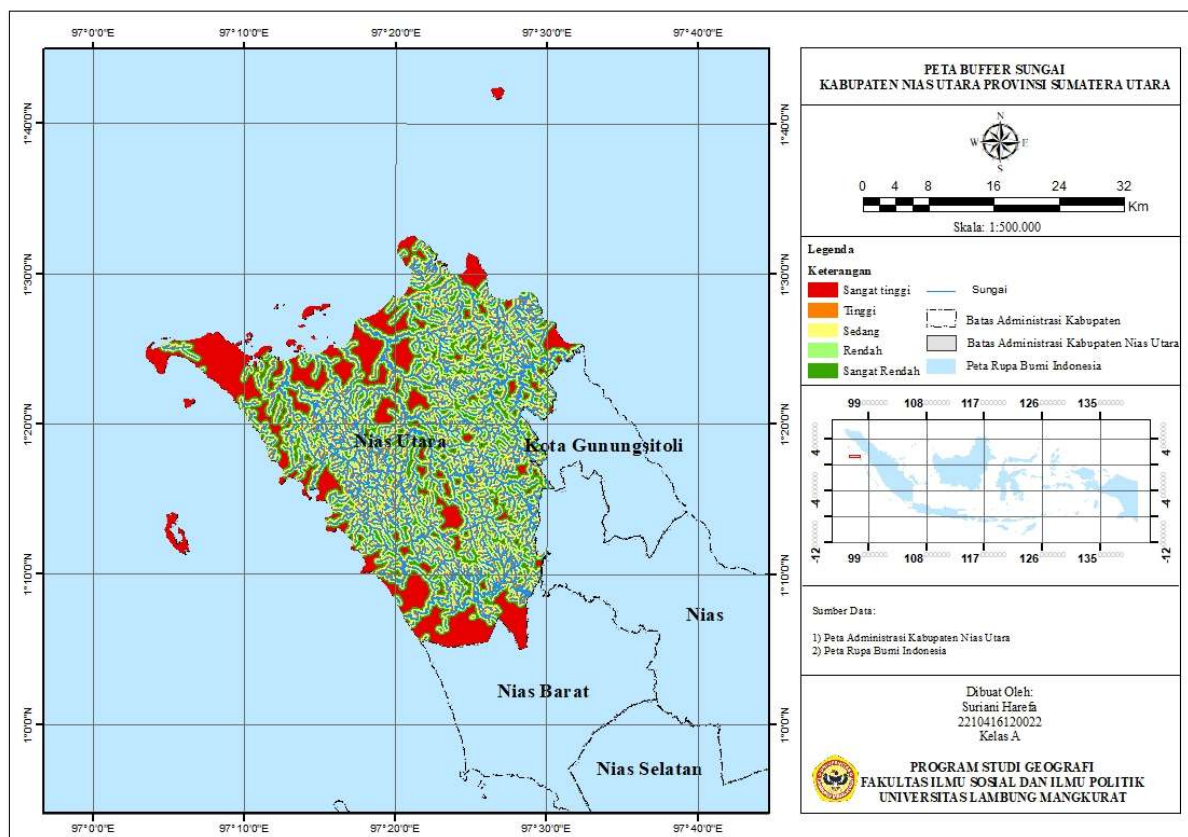 97°0'0"N 97°10'0"N 97°20'0"N 97°30'0"N 97°40'0"N
1°40'0"N 1°40'0"N
1°30'0"N 1°30'0"N
1°20'0"N 1°20'0"N
1°10'0"N 1°10'0"N
1°0'0"N 1°0'0"N
Nias Utara
Kota Gunungsitoli
Nias
Nias Barat
Nias Selatan
97°0'0"N 97°10'0"N 97°20'0"N 97°30'0"N 97°40'0"N
PETA BUFFER SUNGAI
KABUPATEN NIAS UTARA PROVINSI SUMATERA UTARA
N
W E
S
0 4 8 16 24 32
Km
Skala: 1:500.000
Legenda
Keterangan
Sangat tinggi
Tinggi
Sedang
Rendah
Sangat Rendah
Sungai
Batas Administrasi Kabupaten
Batas Administrasi Kabupaten Nias Utara
Peta Rupa Bumi Indonesia
99 108 117 126 135
4 4
4 4
-12 -12
99 108 117 126 135
Sumber Data:
1) Peta Administrasi Kabupaten Nias Utara
2) Peta Rupa Bumi Indonesia
Dibuat Oleh:
Suriani Harefa
2210416120022
Kelas A
PROGRAM STUDI GEOGRAFI
FAKULTAS ILMU SOSIAL DAN ILMU POLITIK
UNIVERSITAS LAMBUNG MANGKURAT